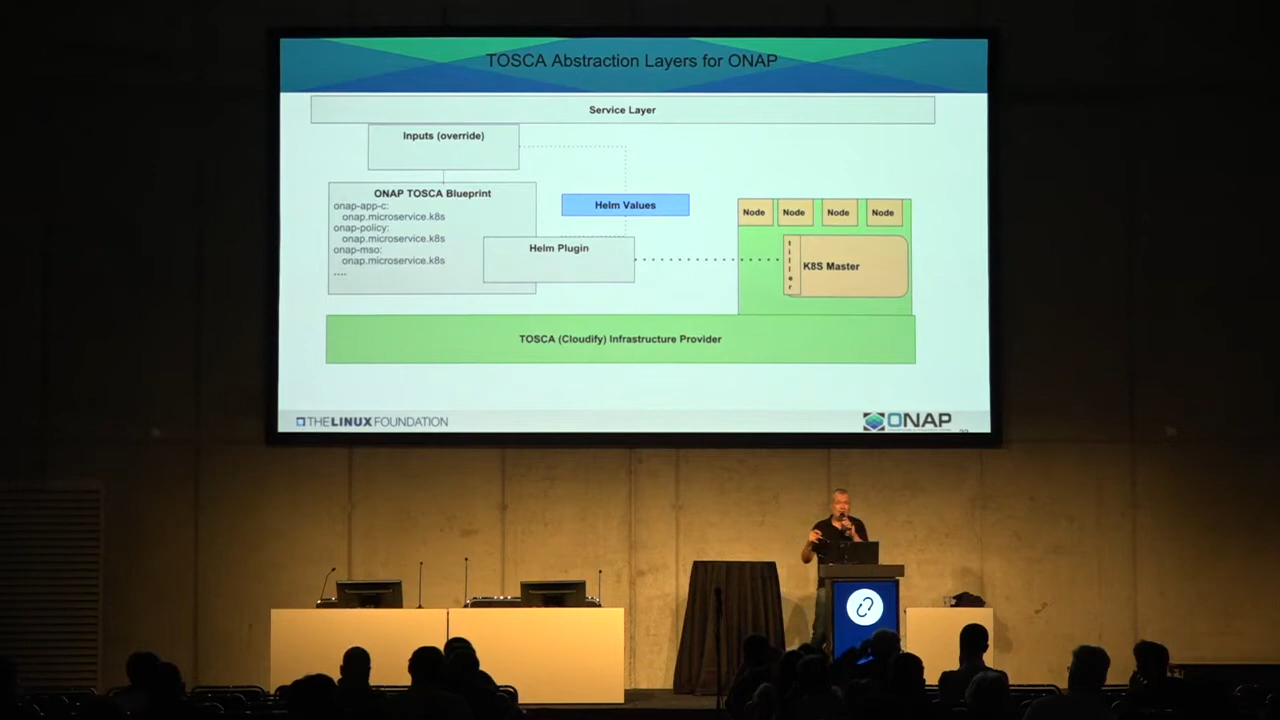 TOSCA Abstraction Layers for ONAP
Service Layer
Inputs (override)
ONAP TOSCA Blueprint
onap-app-c:
onap.microservice.k8s
onap-policy:
onap.microservice.k8s
onap-mso:
onap.microservice.k8s
....
Helm Values
Helm Plugin
Node Node Node Node
tiller
K8S Master
TOSCA (Cloudify) Infrastructure Provider
THE LINUX FOUNDATION
ONAP